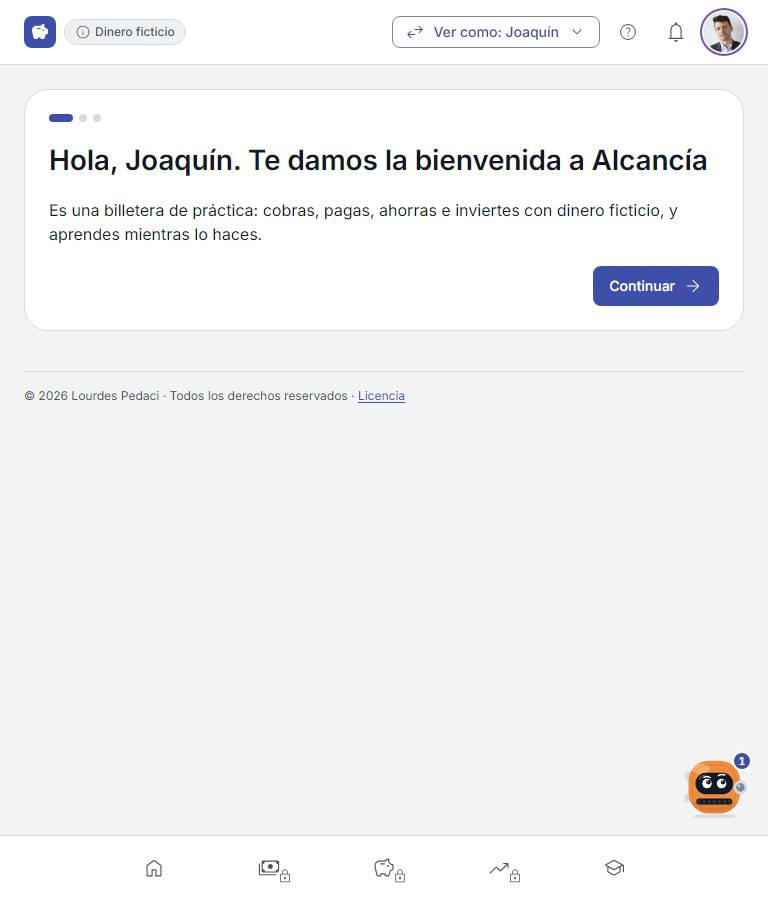 Dinero ficticio
Ver como: Joaquín
Hola, Joaquín. Te damos la bienvenida a Alcancía
Es una billetera de práctica: cobras, pagas, ahorras e inviertes con dinero ficticio, y
aprendes mientras lo haces.
Continuar
© 2026 Lourdes Pedaci · Todos los derechos reservados · Licencia
1